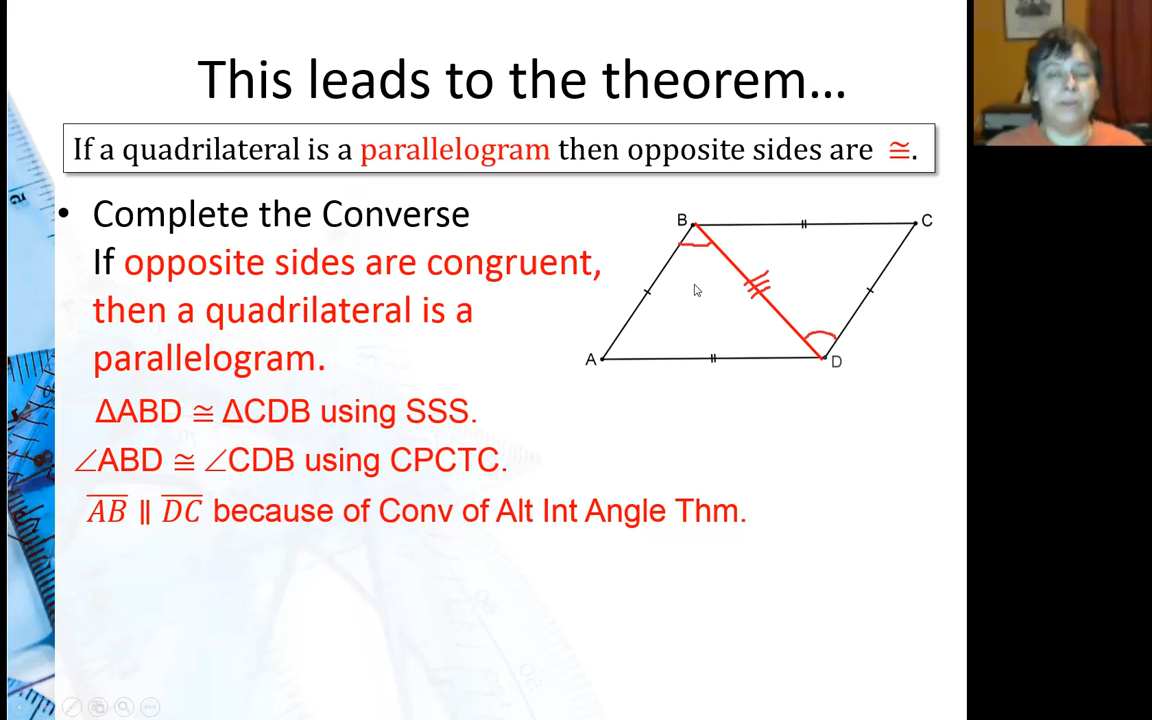 This leads to the theorem...
If a quadrilateral is a parallelogram then opposite sides are ≅.
• Complete the Converse
If opposite sides are congruent,
then a quadrilateral is a
parallelogram.
B
C
A
D
ΔABD ≅ ΔCDB using SSS.
∠ABD ≅ ∠CDB using CPCTC.
A̅B̅ ∥ D̅C̅ because of Conv of Alt Int Angle Thm.